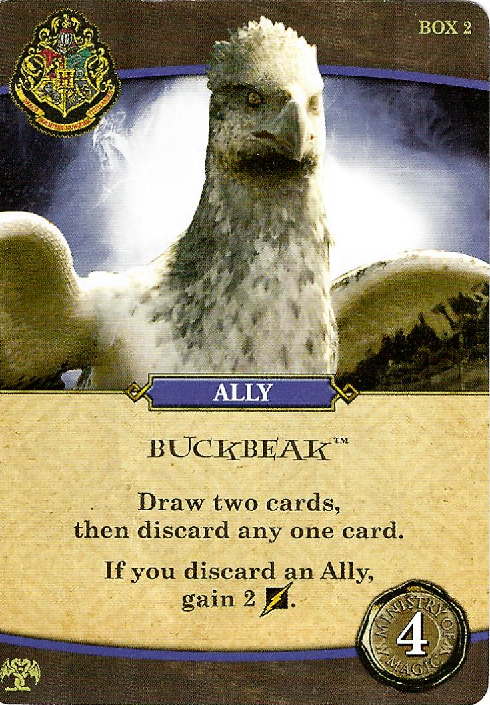 BOX 2
ALLY
BUCKBEAK™
Draw two cards,
then discard any one card.
If you discard an Ally,
gain 2 .
MINISTRY OF
MAGIC
4